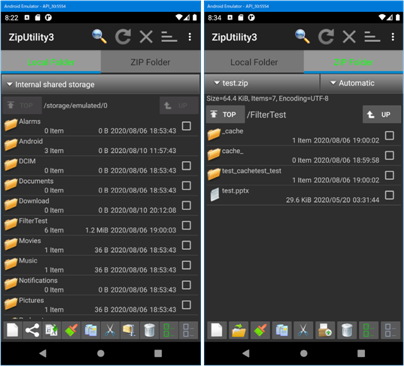 Android Emulator - API_30:5554
8:22
ZipUtility3
Local Folder
ZIP Folder
Internal shared storage
TOP
/storage/emulated/0
UP
Alarms
0 Item 0 B 2020/08/06 18:53:43
Android
3 Item 110 B 2020/08/10 11:57:43
DCIM
0 Item 0 B 2020/08/06 18:53:43
Documents
0 Item 0 B 2020/08/06 18:53:43
Download
0 Item 0 B 2020/08/10 20:12:08
FilterTest
6 Item 1.2 MiB 2020/08/06 19:00:03
Movies
1 Item 36 B 2020/08/06 18:53:43
Music
1 Item 36 B 2020/08/06 18:53:43
Notifications
0 Item 0 B 2020/08/06 18:53:43
Pictures
1 Item 36 B 2020/08/06 18:53:43
Android Emulator - API_30:5554
8:34
ZipUtility3
Local Folder
ZIP Folder
test.zip
Automatic
Size=64.4 KiB, Items=7, Encoding=UTF-8
TOP
/FilterTest
UP
_cache
1 Item 2020/08/06 19:00:02
cache_
0 Item 2020/08/06 18:59:58
test_cachetest_test
1 Item 2020/08/06 19:00:02
test.pptx
29.6 KiB 2020/05/20 03:31:44